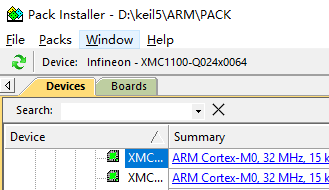 Pack Installer - D:\keil5\ARM\PACK
File Packs Window Help
Device: Infineon - XMC1100-Q024x0064
Devices Boards
Search:
Device Summary
XMC... ARM Cortex-M0, 32 MHz, 15 k
XMC... ARM Cortex-M0, 32 MHz, 15 k